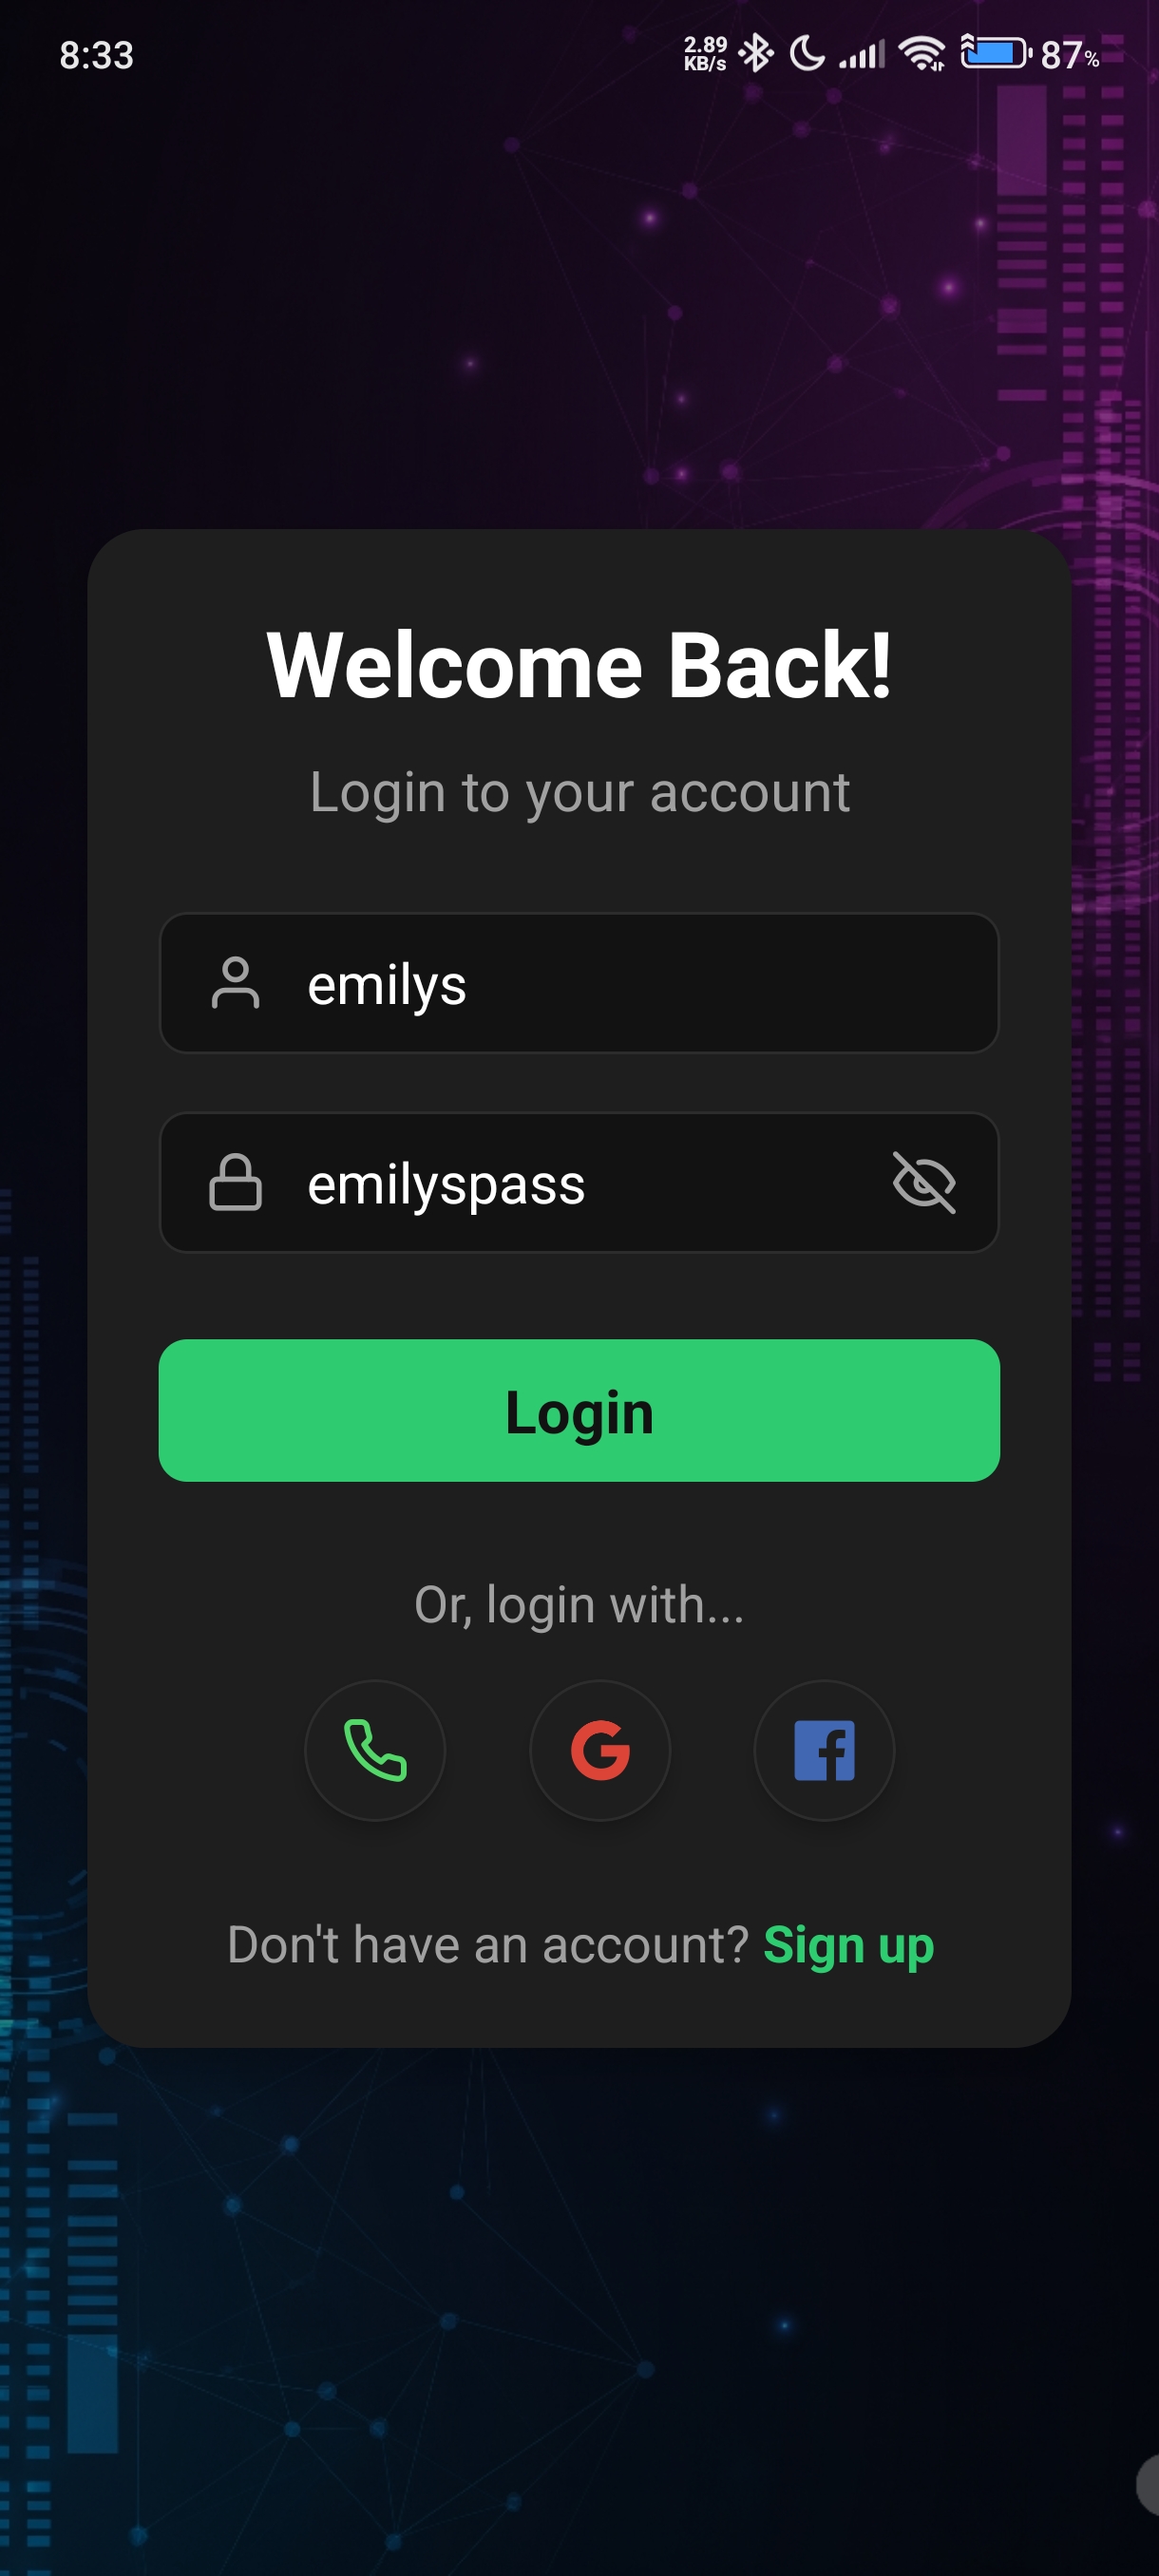 8:33
2.89
KB/s
87%
Welcome Back!
Login to your account
emilys
emilyspass
Login
Or, login with...
Don't have an account? Sign up